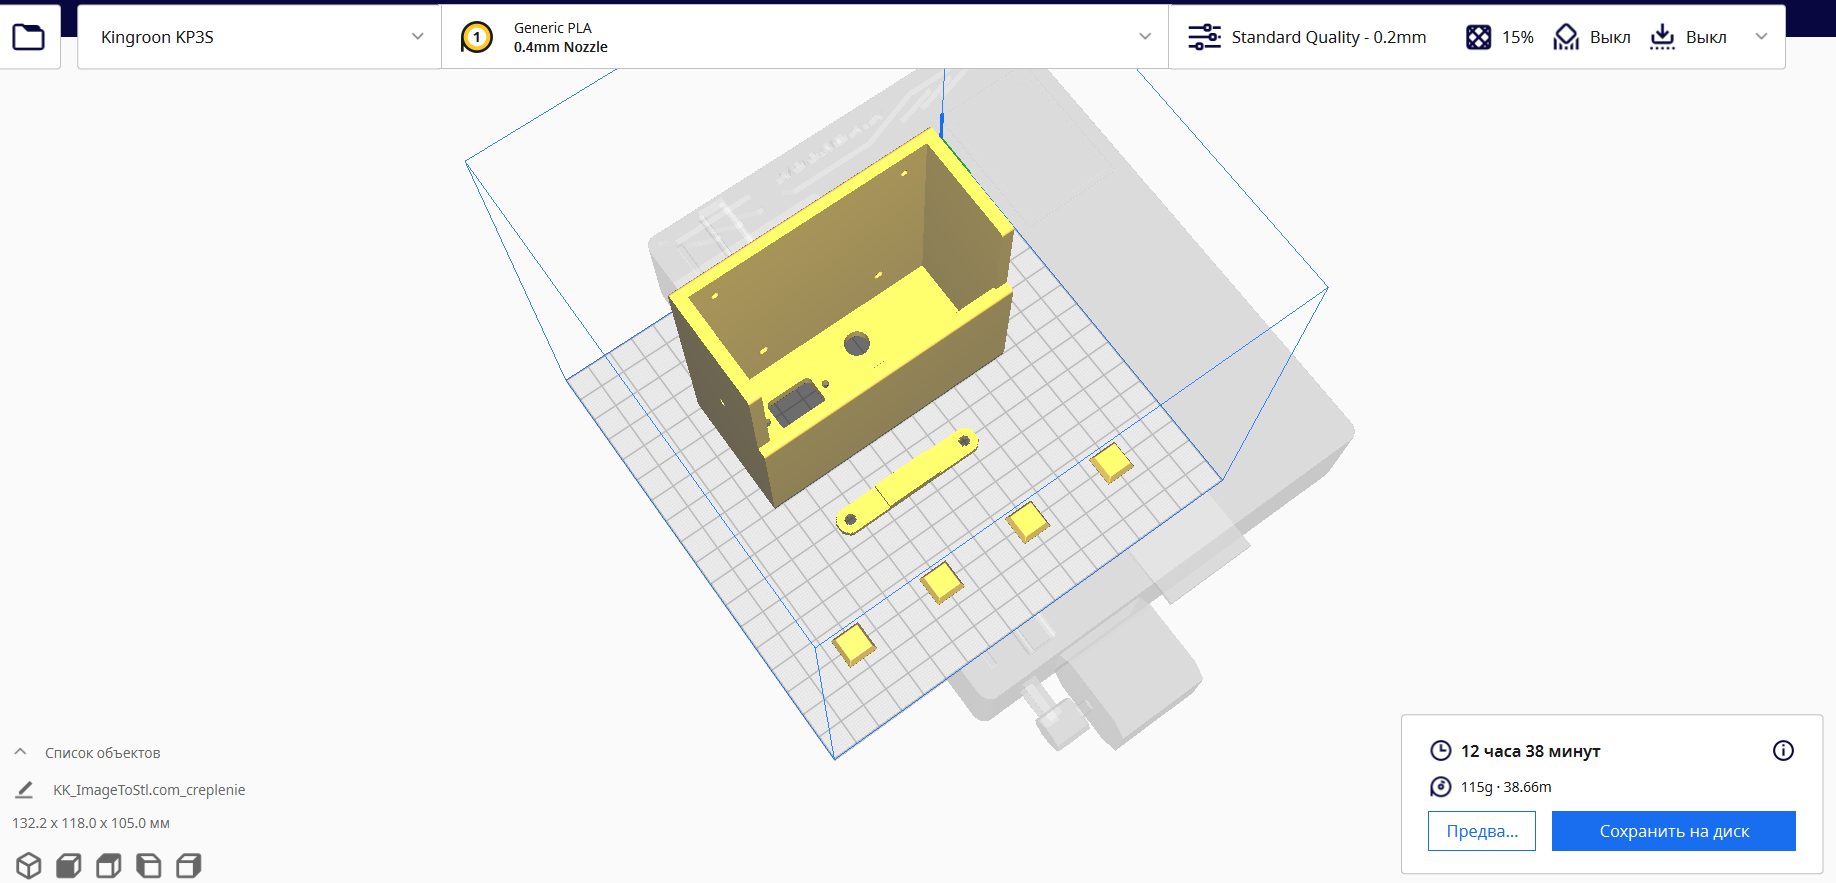 Kingroon KP3S
1
Generic PLA
0.4mm Nozzle
Standard Quality - 0.2mm
15%
Выкл
Выкл
Список объектов
KK_ImageToStl.com_creplenie
132.2 x 118.0 x 105.0 мм
12 часа 38 минут
115g · 38.66m
Предва...
Сохранить на диск